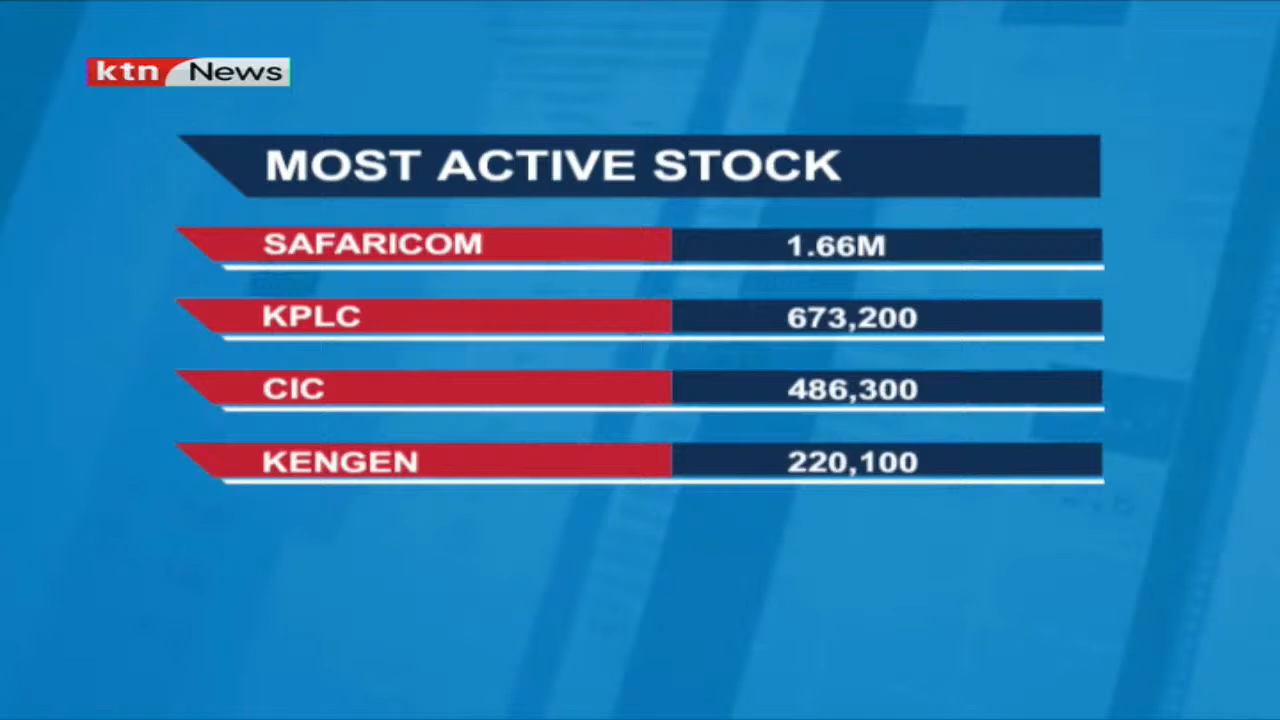 ktn News
MOST ACTIVE STOCK
SAFARICOM 1.66M
KPLC 673,200
CIC 486,300
KENGEN 220,100